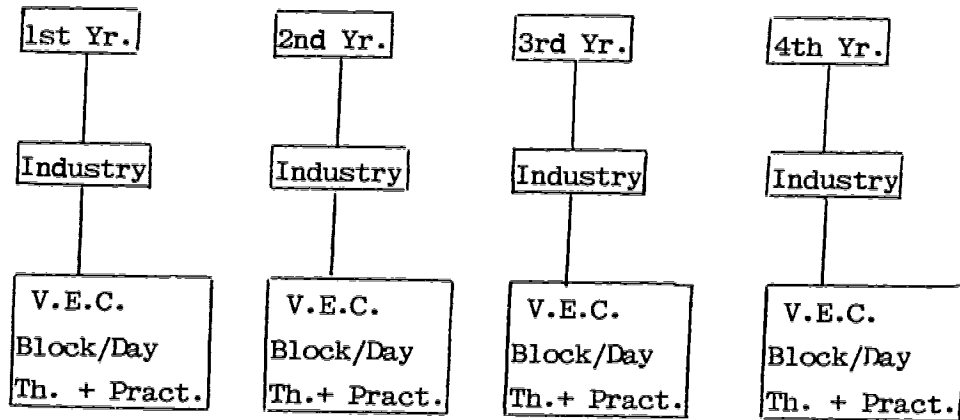 1st Yr.
2nd Yr.
3rd Yr.
4th Yr.
Industry
Industry
Industry
Industry
V.E.C.
Block/Day
Th. + Pract.
V.E.C.
Block/Day
Th.+ Pract.
V.E.C.
Block/Day
Th. + Pract.
V.E.C.
Block/Day
Th. + Pract.